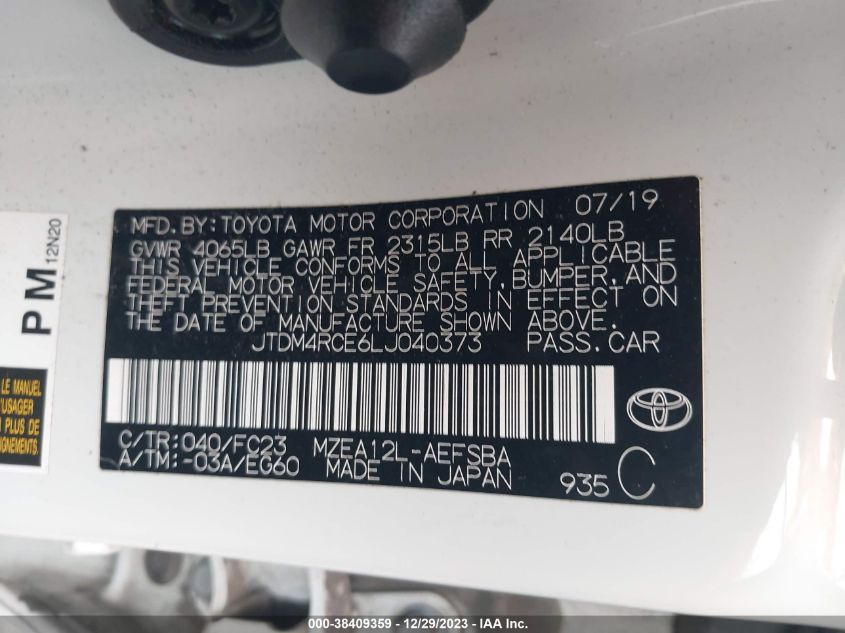 MFD.BY:TOYOTA MOTOR CORPORATION 07/19
GVWR 4065LB GAWR FR 2315LB RR 2140LB
THIS VEHICLE CONFORMS TO ALL APPLICABLE
FEDERAL MOTOR VEHICLE SAFETY,BUMPER,AND
THEFT PREVENTION STANDARDS IN EFFECT ON
THE DATE OF MANUFACTURE SHOWN ABOVE.
JTDM4RCE6LJ040373 PASS.CAR
C/TR:040/FC23 MZEA12L-AEFSBA
A/TM:-03A/EG60 MADE IN JAPAN 935 C
PM 12N20
LE MANUEL
'USAGER
N PLUS
IGNEMENTS.
000-38409359 - 12/29/2023 - Copyright © IAA, Inc.